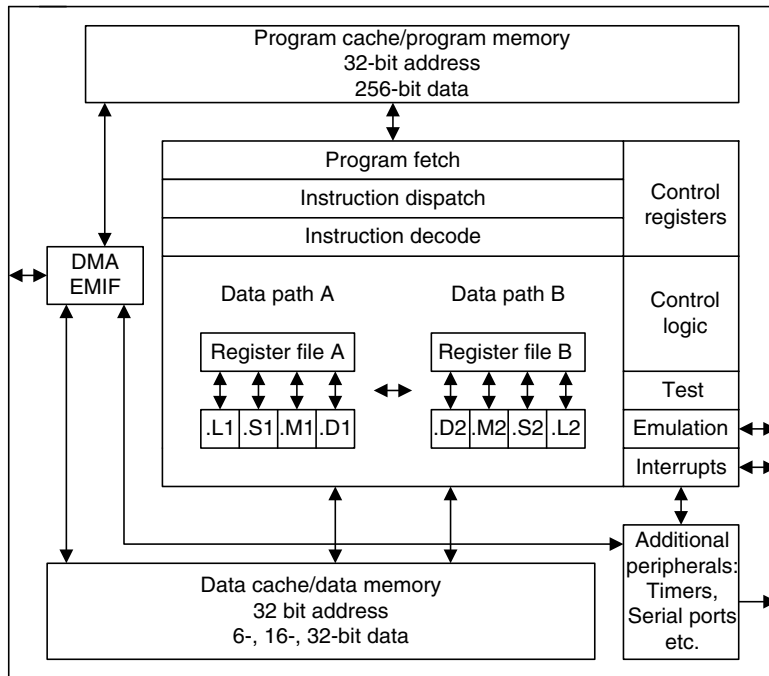 Program cache/program memory
32-bit address
256-bit data
Program fetch
Instruction dispatch
Instruction decode
Control
registers
DMA
EMIF
Data path A
Data path B
Control
logic
Register file A
Register file B
.L1 .S1 .M1 .D1
.D2 .M2 .S2 .L2
Test
Emulation
Interrupts
Data cache/data memory
32 bit address
6-, 16-, 32-bit data
Additional
peripherals:
Timers,
Serial ports
etc.